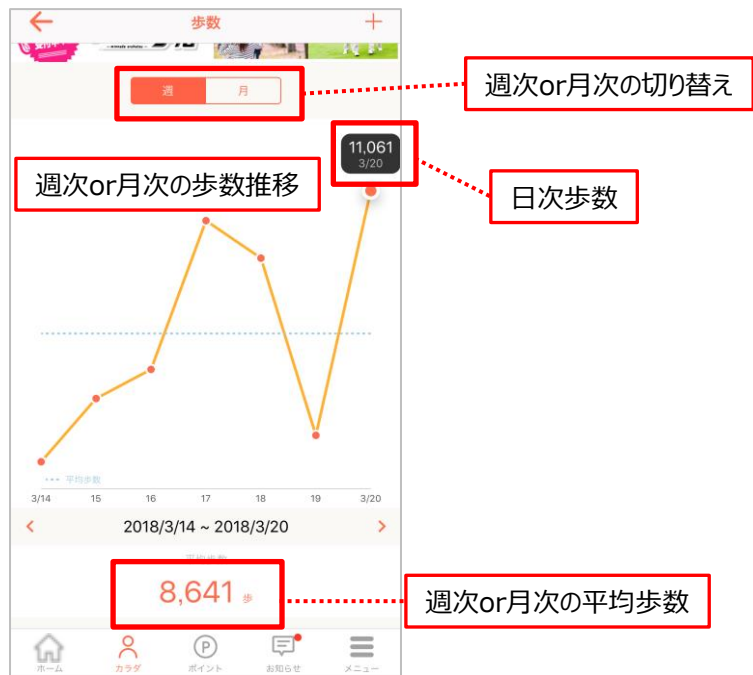 歩数
週 月
週次or月次の切り替え
11,061
3/20
週次or月次の歩数推移
日次歩数
平均歩数
3/14 15 16 17 18 19 3/20
2018/3/14 ~ 2018/3/20
8,641 歩
週次or月次の平均歩数
ホーム カラダ ポイント お知らせ メニュー